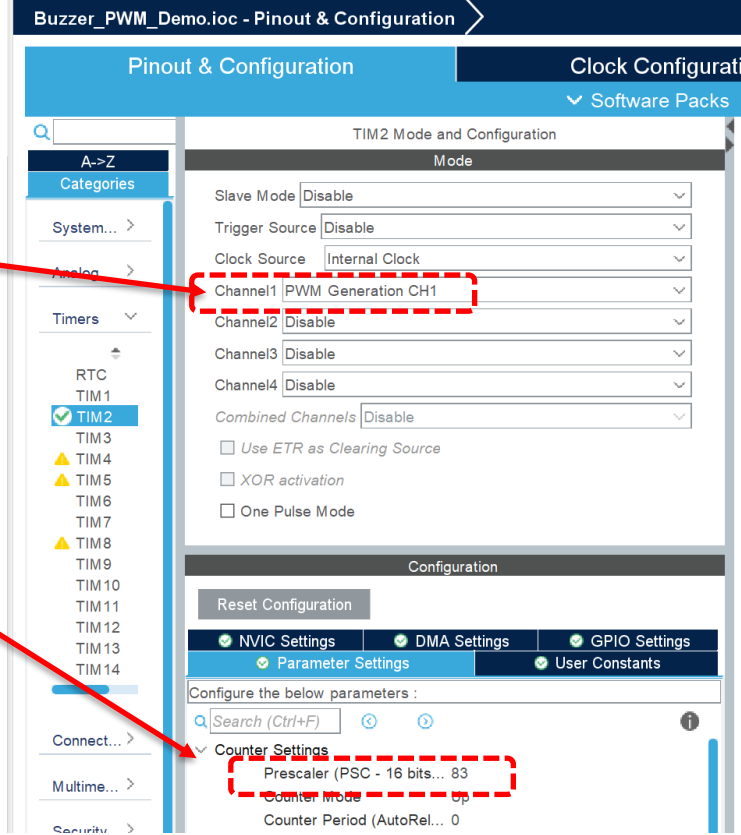 Buzzer_PWM_Demo.ioc - Pinout & Configuration
Pinout & Configuration
Clock Configurati
Software Packs
TIM2 Mode and Configuration
A->Z
Categories
System...
Analog
Timers
RTC
TIM1
TIM2
TIM3
TIM4
TIM5
TIM6
TIM7
TIM8
TIM9
TIM10
TIM11
TIM12
TIM13
TIM14
Connect...
Multime...
Security
Mode
Slave Mode Disable
Trigger Source Disable
Clock Source Internal Clock
Channel1 PWM Generation CH1
Channel2 Disable
Channel3 Disable
Channel4 Disable
Combined Channels Disable
Use ETR as Clearing Source
XOR activation
One Pulse Mode
Configuration
Reset Configuration
NVIC Settings
DMA Settings
GPIO Settings
Parameter Settings
User Constants
Configure the below parameters :
Search (Ctrl+F)
Counter Settings
Prescaler (PSC - 16 bits... 83
Counter Mode Up
Counter Period (AutoRel... 0